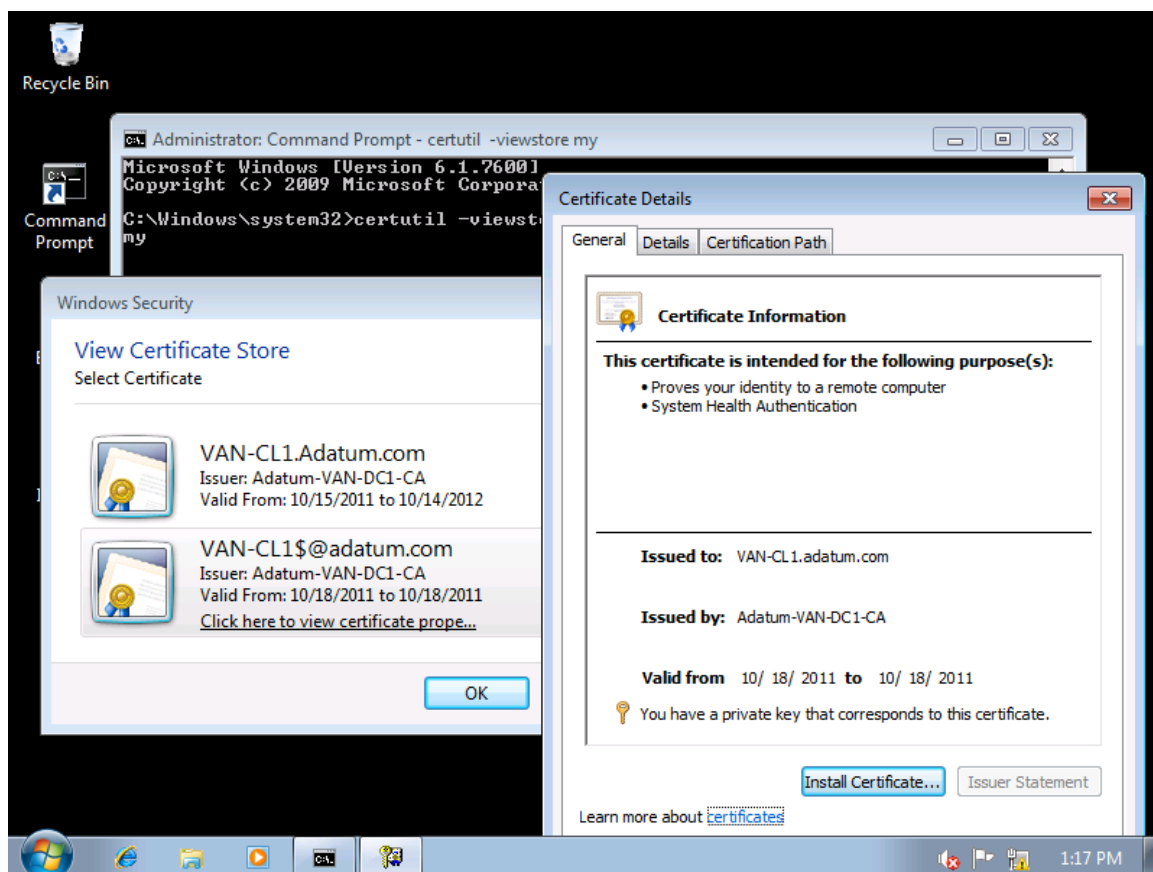 Recycle Bin
Administrator: Command Prompt - certutil -viewstore my
Microsoft Windows [Version 6.1.7600]
Copyright (c) 2009 Microsoft
C:\Windows\system32>certutil
my
Command
Prompt
Windows Security
View Certificate Store
Select Certificate
VAN-CL1.Adatum.com
Issuer: Adatum-VAN-DC1-CA
Valid From: 10/15/2011 to 10/14/2012
VAN-CL1$@adatum.com
Issuer: Adatum-VAN-DC1-CA
Valid From: 10/18/2011 to 10/18/2011
Click here to view certificate prope...
OK
Certificate Details
General
Details
Certification Path
Certificate Information
This certificate is intended for the following purpose(s):
• Proves your identity to a remote computer
• System Health Authentication
Issued to: VAN-CL1.adatum.com
Issued by: Adatum-VAN-DC1-CA
Valid from 10/ 18/ 2011 to 10/ 18/ 2011
You have a private key that corresponds to this certificate.
Install Certificate...
Issuer Statement
Learn more about certificates
1:17 PM